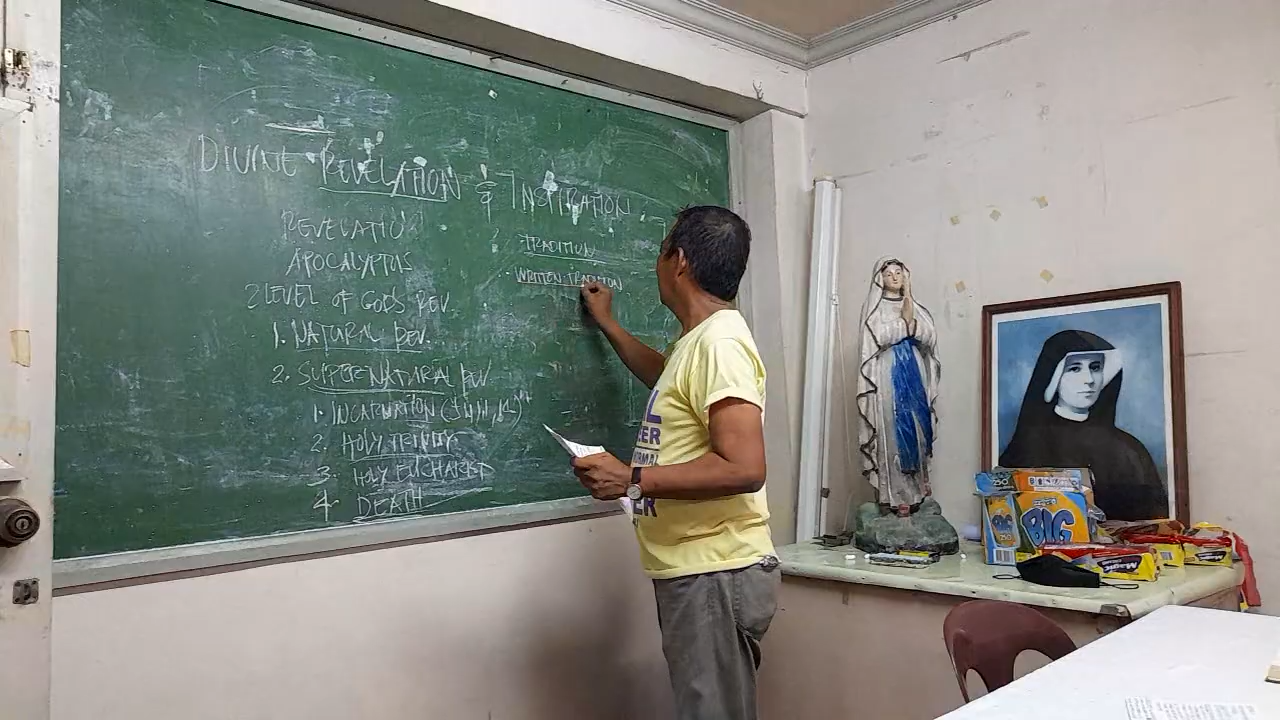 DIVINE REVELATION & INSPIRATION
REVELATIO
APOCALYPTUS
2 LEVEL OF GOD'S REV.
1. NATURAL REV.
2. SUPERNATURAL REV
1. INCARNATION
2. HOLY TRINITY
3. HOLY EUCHARIST
4. DEATH
TRADITION
WRITTEN TRADITION
BIG
Magic